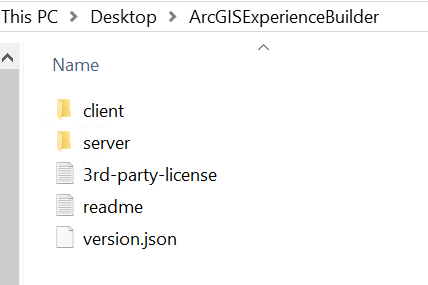 This PC > Desktop > ArcGISExperienceBuilder
Name
client
server
3rd-party-license
readme
version.json